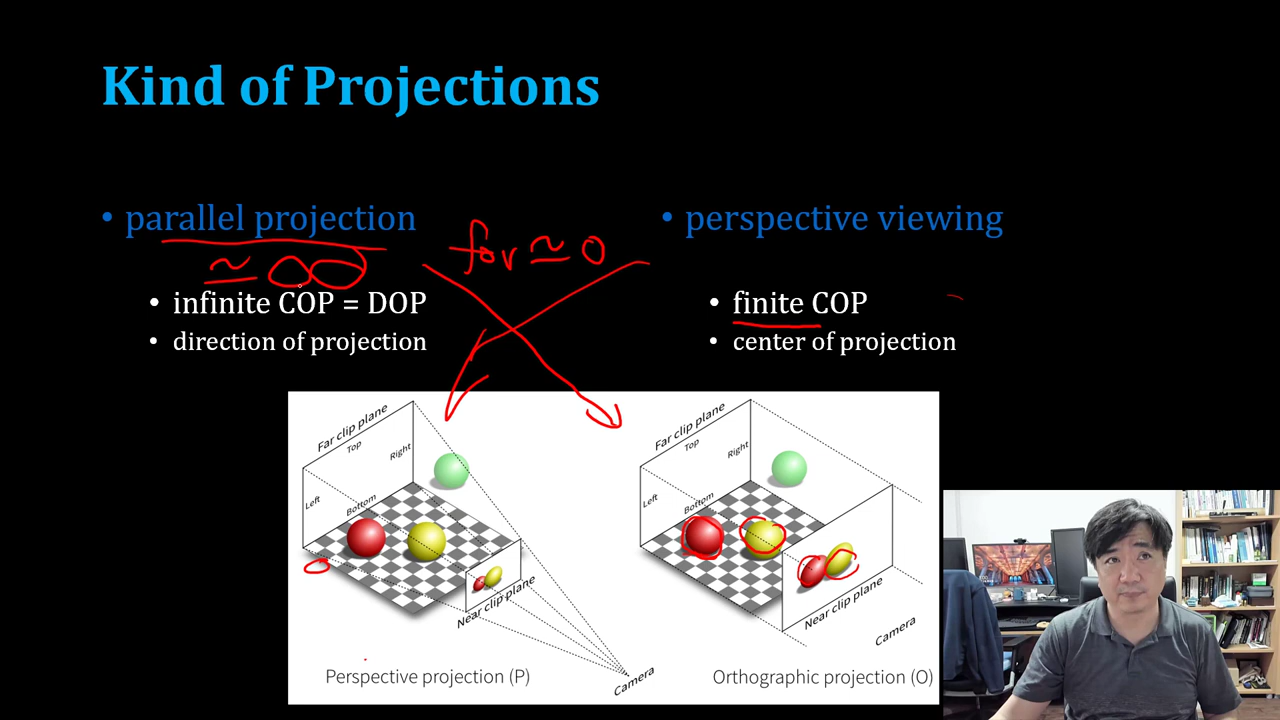 Kind of Projections
• parallel projection
for ≃ 0
≃ ∞
• infinite COP = DOP
• direction of projection
• perspective viewing
• finite COP
• center of projection
Far clip plane
Top
Right
Left
Bottom
Near clip plane
Camera
Perspective projection (P)
Far clip plane
Top
Right
Left
Bottom
Near clip plane
Camera
Orthographic projection (O)